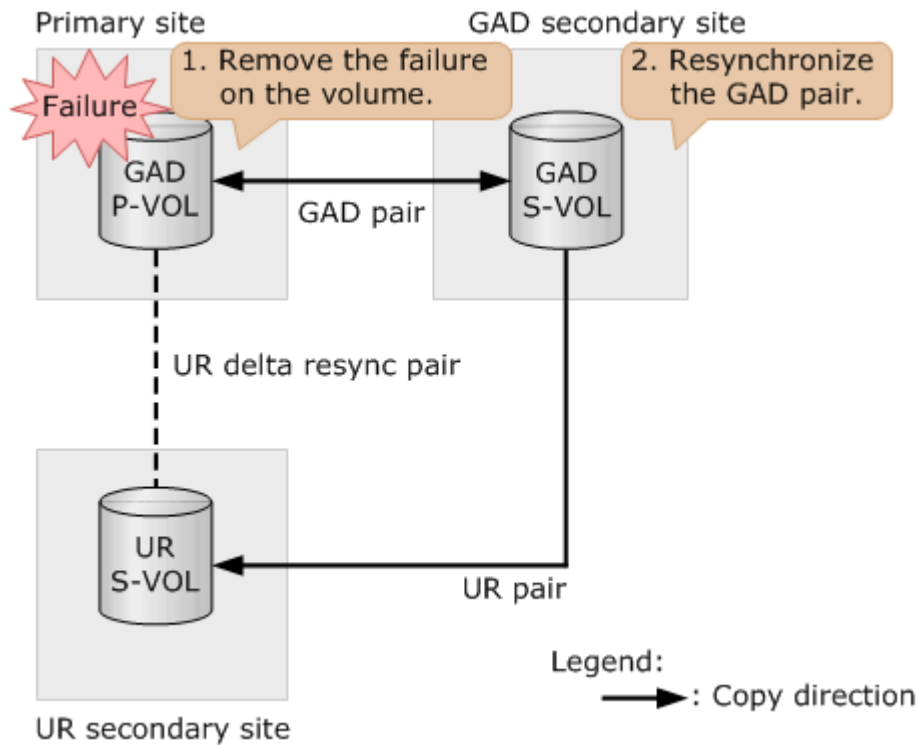 Primary site
GAD secondary site
Failure
1. Remove the failure
on the volume.
2. Resynchronize
the GAD pair.
GAD
P-VOL
GAD
S-VOL
GAD pair
UR delta resync pair
UR
S-VOL
UR pair
Legend:
: Copy direction
UR secondary site